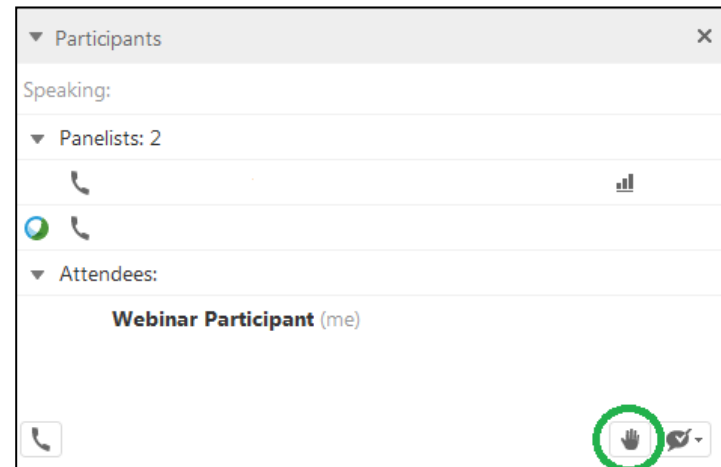 Participants
Speaking:
Panelists: 2
Attendees:
Webinar Participant (me)